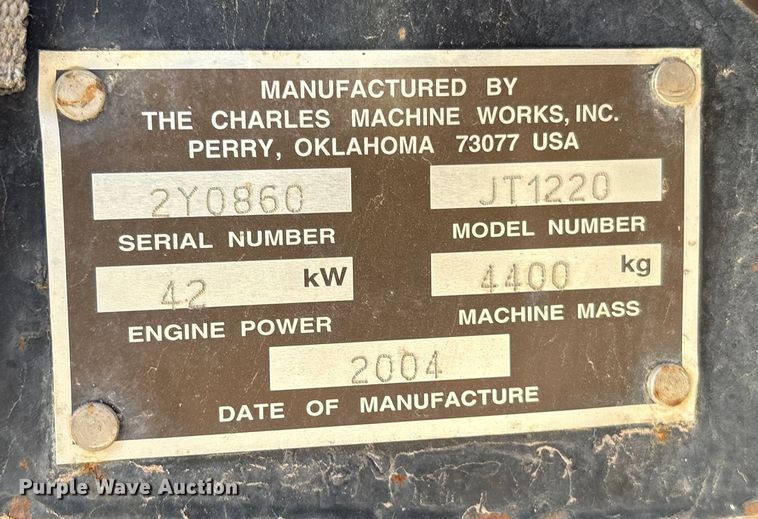 MANUFACTURED BY
THE CHARLES MACHINE WORKS, INC.
PERRY, OKLAHOMA 73077 USA
2Y0860 JT1220
SERIAL NUMBER MODEL NUMBER
42 kW 4400 kg
ENGINE POWER MACHINE MASS
2004
DATE OF MANUFACTURE
Purple Wave Auction